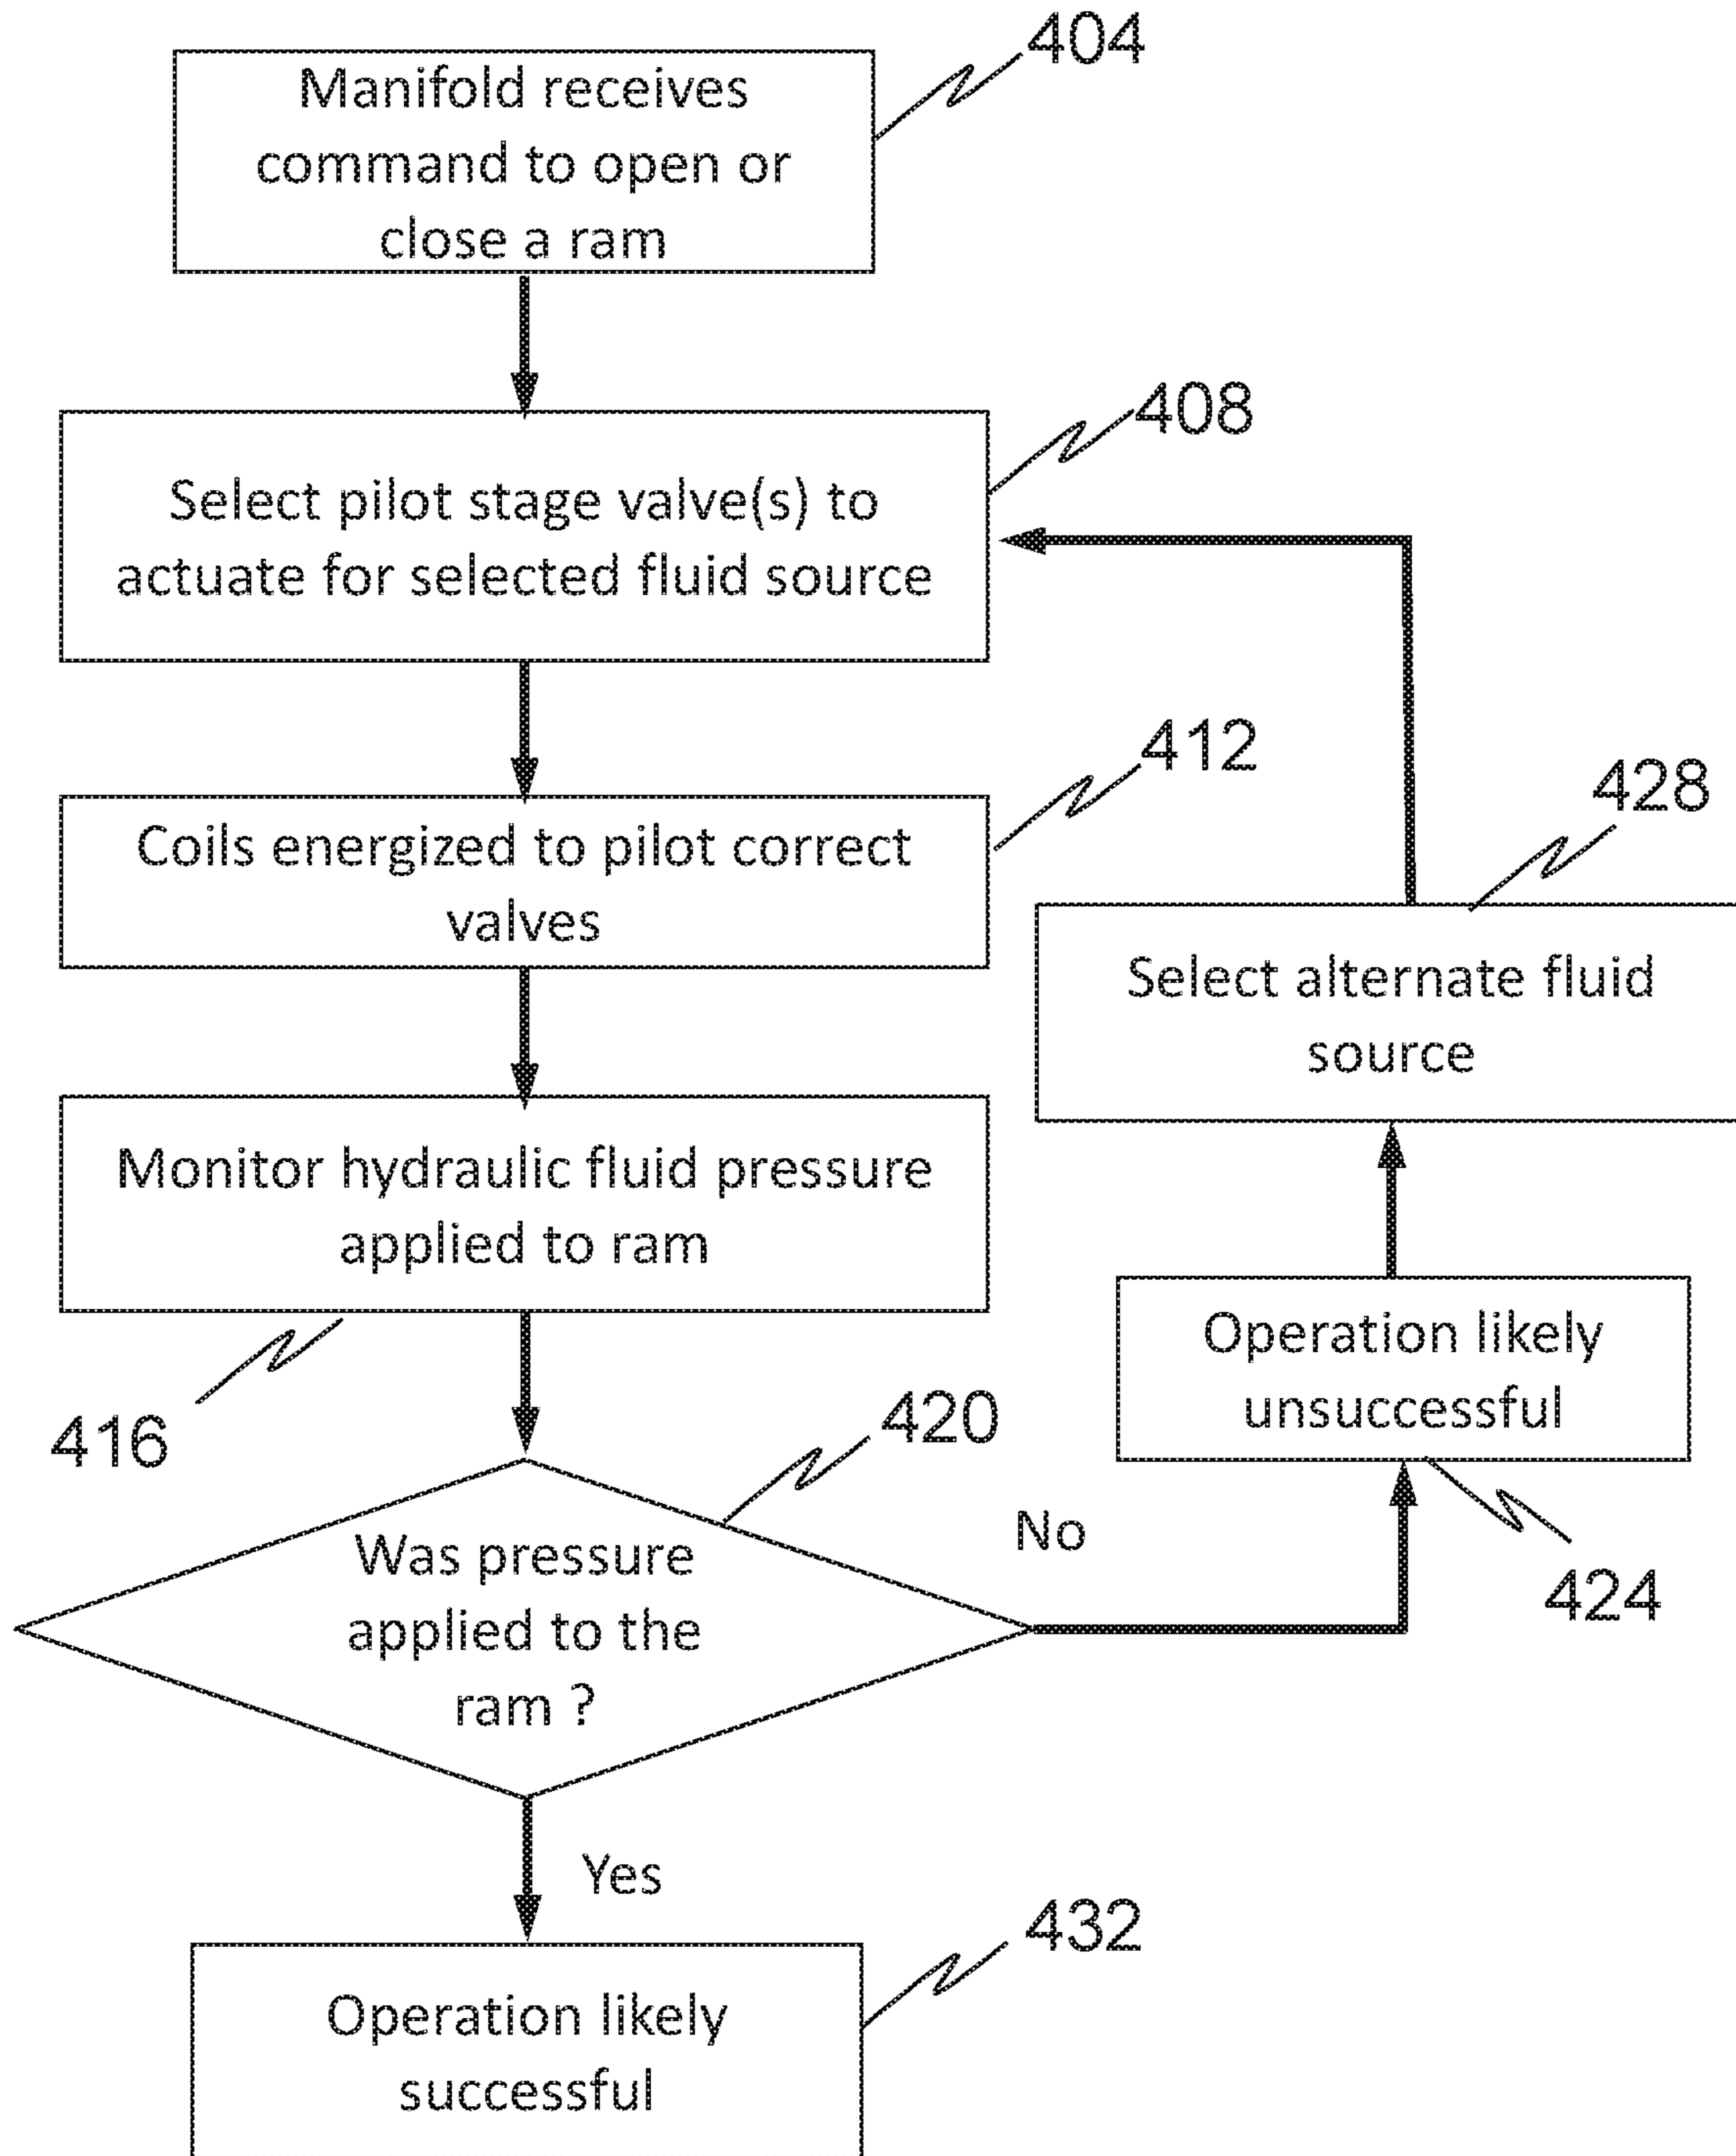 404
Manifold receives
command to open or
close a ram
408
Select pilot stage valve(s) to
actuate for selected fluid source
412
Coils energized to pilot correct
valves
428
Select alternate fluid
source
Monitor hydraulic fluid pressure
applied to ram
416
Operation likely
unsuccessful
424
420
Was pressure
applied to the
ram ?
No
Yes
432
Operation likely
successful